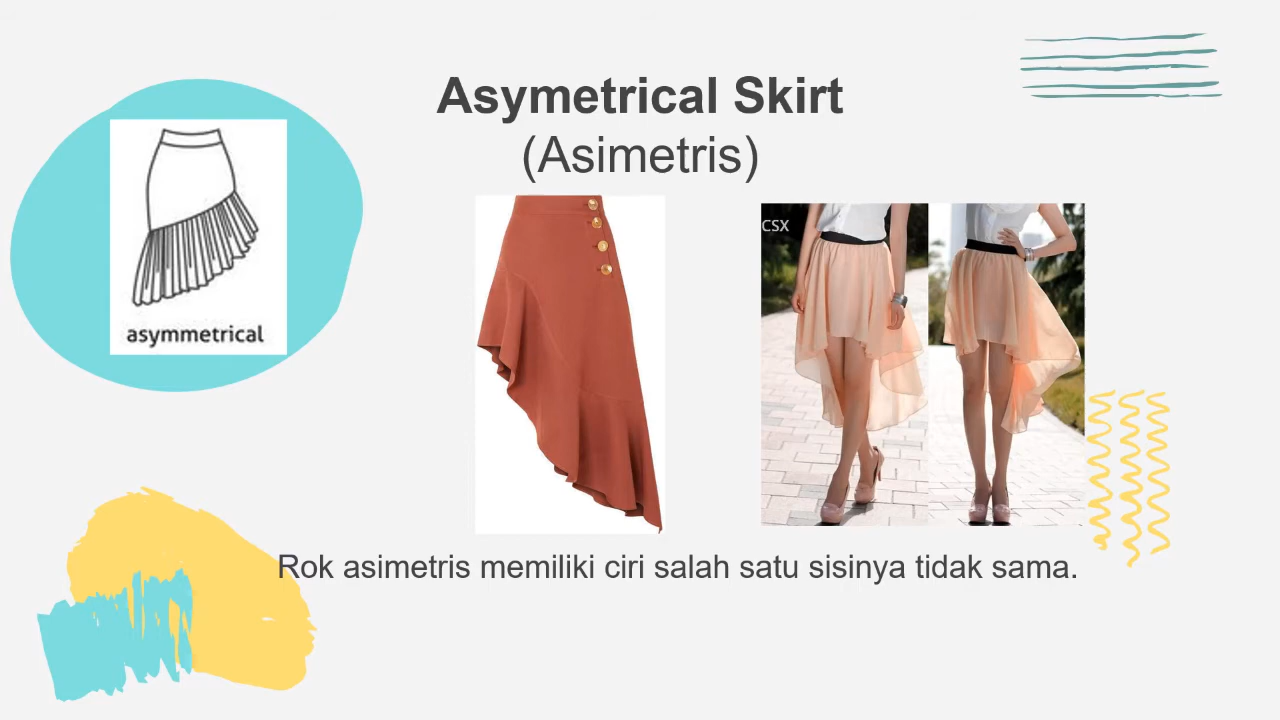 Asymetrical Skirt
(Asimetris)
asymmetrical
CSX
Rok asimetris memiliki ciri salah satu sisinya tidak sama.